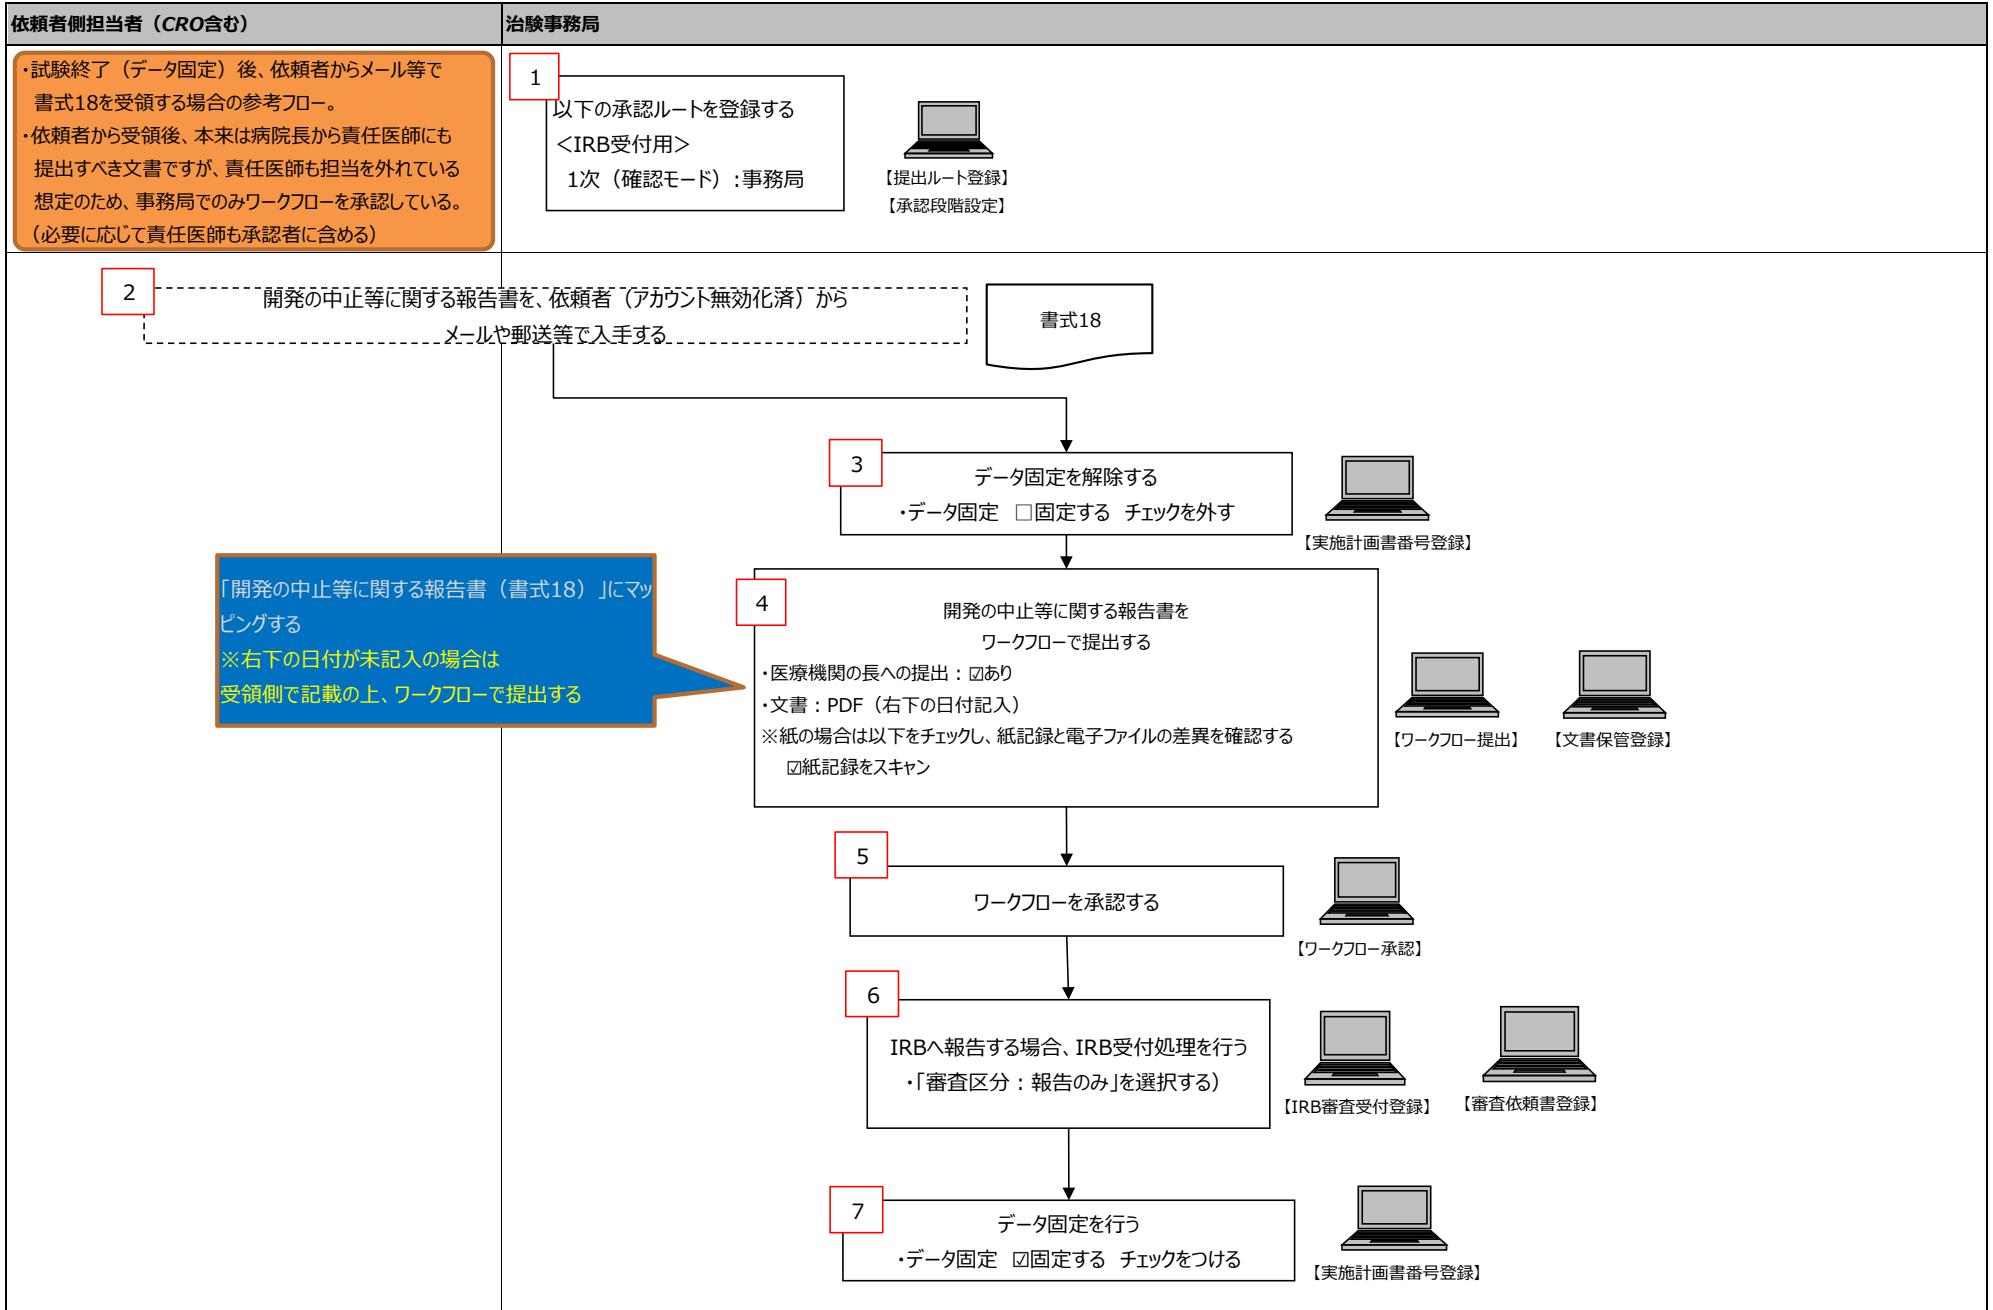 依頼者側担当者（CRO含む）
治験事務局
・試験終了（データ固定）後、依頼者からメール等で
書式18を受領する場合の参考フロー。
・依頼者から受領後、本来は病院長から責任医師にも
提出すべき文書ですが、責任医師も担当を外れている
想定のため、事務局でのみワークフローを承認している。
（必要に応じて責任医師も承認者に含める）
1
以下の承認ルートを登録する
＜IRB受付用＞
1次（確認モード）：事務局
【提出ルート登録】
【承認段階設定】
2
開発の中止等に関する報告書を、依頼者（アカウント無効化済）から
メールや郵送等で入手する
書式18
3
データ固定を解除する
・データ固定　□固定する　チェックを外す
【実施計画書番号登録】
「開発の中止等に関する報告書（書式18）」にマッ
ピングする
※右下の日付が未記入の場合は
受領側で記載の上、ワークフローで提出する
4
開発の中止等に関する報告書を
ワークフローで提出する
・医療機関の長への提出：☑あり
・文書：PDF（右下の日付記入）
※紙の場合は以下をチェックし、紙記録と電子ファイルの差異を確認する
☑紙記録をスキャン
【ワークフロー提出】
【文書保管登録】
5
ワークフローを承認する
【ワークフロー承認】
6
IRBへ報告する場合、IRB受付処理を行う
・「審査区分：報告のみ」を選択する）
【IRB審査受付登録】
【審査依頼書登録】
7
データ固定を行う
・データ固定　☑固定する　チェックをつける
【実施計画書番号登録】